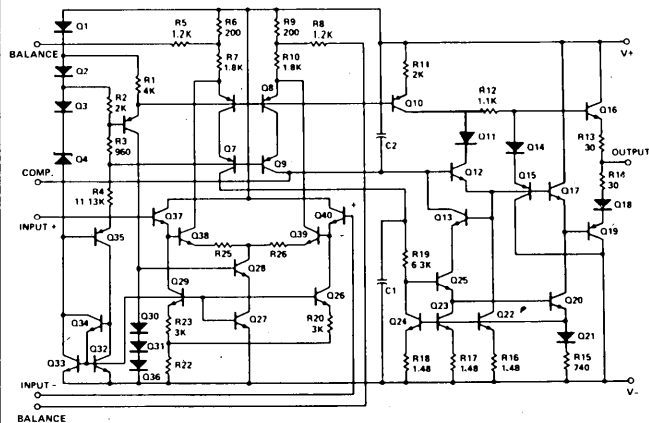 Q1
R5
1.2K
R6
200
R9
200
R8
1.2K
BALANCE
V+
Q2
R1
4K
R7
1.8K
R10
1.8K
Q8
R11
2K
Q3
R2
2K
Q10
R12
1.1K
Q16
R3
960
Q7
Q9
C2
Q11
Q14
R13
30
OUTPUT
Q4
Q12
Q15
Q17
R14
30
COMP.
R4
11 13K
Q37
Q40
+
Q13
Q18
INPUT +
Q35
Q38
Q39
Q19
R25
R26
R19
6 3K
Q28
C1
Q25
Q29
Q26
Q20
Q34
Q30
R23
3K
Q27
R20
3K
Q24
Q23
Q22
Q21
Q33
Q32
Q31
R22
R18
1.48
R17
1.48
R16
1.48
R15
740
Q36
INPUT -
V-
BALANCE